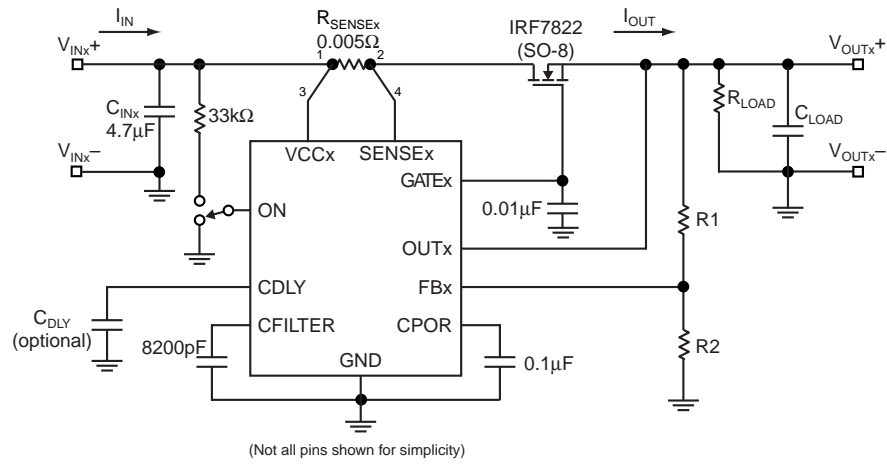 I_IN
R_SENSEx
0.005Ω
IRF7822
(SO-8)
I_OUT
V_INx+
V_OUTx+
1
2
3
4
C_INx
4.7µF
33kΩ
R_LOAD
C_LOAD
V_INx–
V_OUTx–
VCCx
SENSEx
GATEx
0.01µF
ON
OUTx
R1
CDLY
FBx
C_DLY
(optional)
CFILTER
CPOR
8200pF
0.1µF
R2
GND
(Not all pins shown for simplicity)